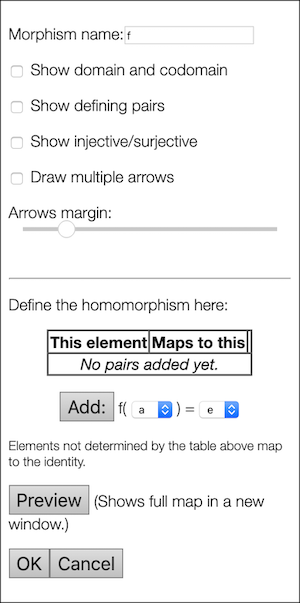 Morphism name: f
Show domain and codomain
Show defining pairs
Show injective/surjective
Draw multiple arrows
Arrows margin:
Define the homomorphism here:
This element Maps to this
No pairs added yet.
Add: f( a ) = e
Elements not determined by the table above map
to the identity.
Preview (Shows full map in a new
window.)
OK Cancel